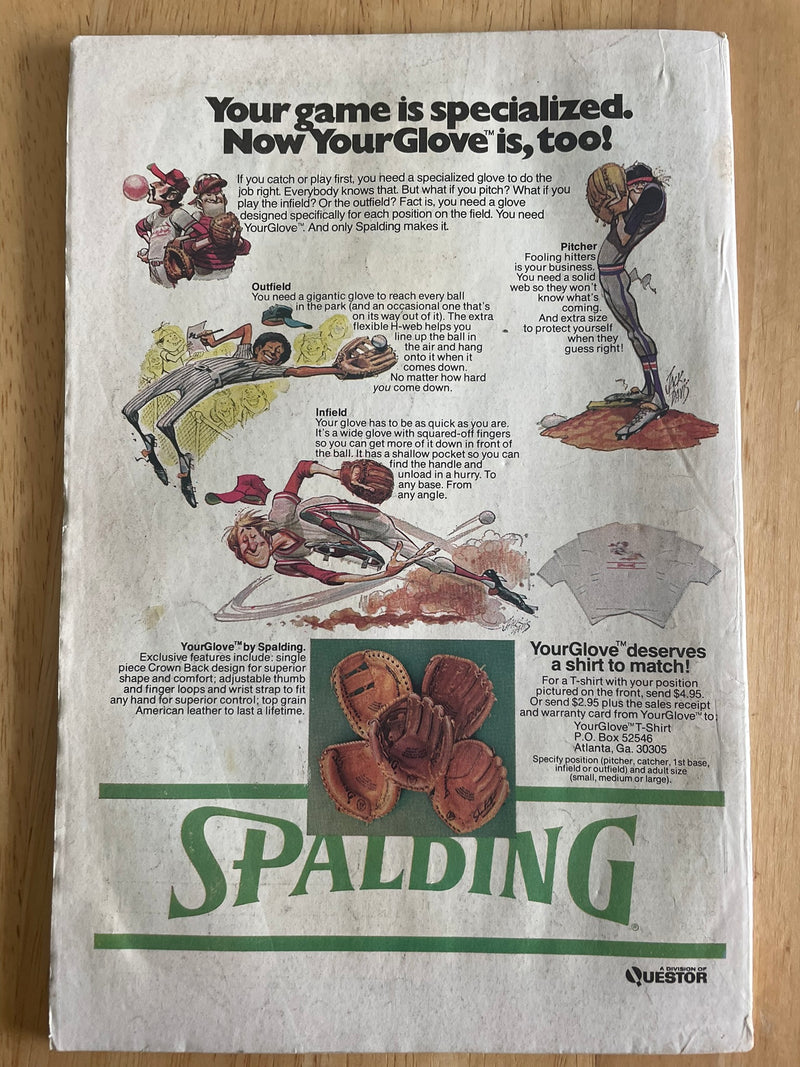 Your game is specialized.
Now YourGlove™ is, too!
If you catch or play first, you need a specialized glove to do the
job right. Everybody knows that. But what if you pitch? What if you
play the infield? Or the outfield? Fact is, you need a glove
designed specifically for each position on the field. You need
YourGlove™. And only Spalding makes it.
Pitcher
Fooling hitters
is your business.
You need a solid
web so they won't
know what's
coming.
And extra size
to protect yourself
when they
guess right!
JACK
DAVIS
Outfield
You need a gigantic glove to reach every ball
in the park (and an occasional one that's
on its way out of it). The extra
flexible H-web helps you
line up the ball in
the air and hang
onto it when it
comes down.
No matter how hard
you come down.
Infield
Your glove has to be as quick as you are.
It's a wide glove with squared-off fingers
so you can get more of it down in front of
the ball. It has a shallow pocket so you can
find the handle and
unload in a hurry. To
any base. From
any angle.
YourGlove™ by Spalding.
Exclusive features include: single
piece Crown Back design for superior
shape and comfort; adjustable thumb
and finger loops and wrist strap to fit
any hand for superior control; top grain
American leather to last a lifetime.
YourGlove™ deserves
a shirt to match!
For a T-shirt with your position
pictured on the front, send $4.95.
Or send $2.95 plus the sales receipt
and warranty card from YourGlove™ to:
YourGlove™ T-Shirt
P.O. Box 52546
Atlanta, Ga. 30305
Specify position (pitcher, catcher, 1st base,
infield or outfield) and adult size
(small, medium or large).
SPALDING®
A DIVISION OF
QUESTOR